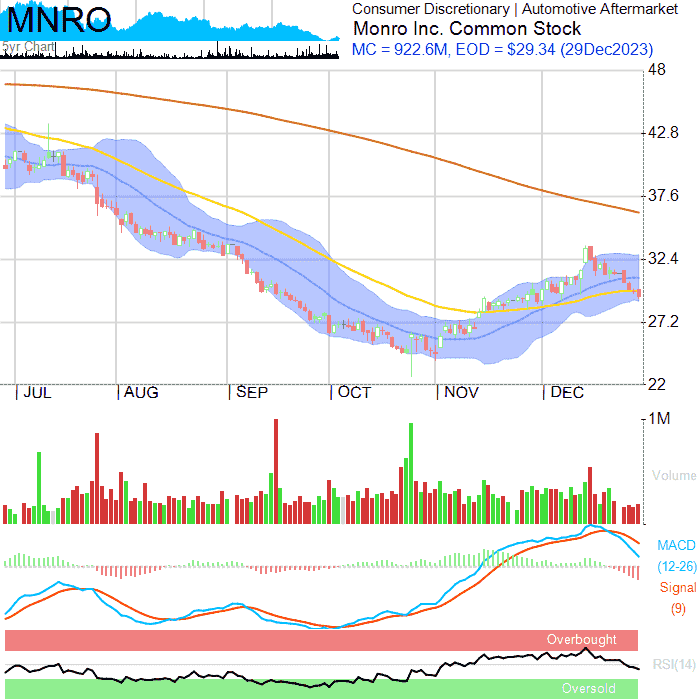 MNRO
5yr Chart
Consumer Discretionary | Automotive Aftermarket
Monro Inc. Common Stock
MC = 922.6M, EOD = $29.34 (29Dec2023)
48
42.8
37.6
32.4
27.2
22
JUL AUG SEP OCT NOV DEC
1M
Volume
MACD
(12-26)
Signal
(9)
Overbought
RSI(14)
Oversold